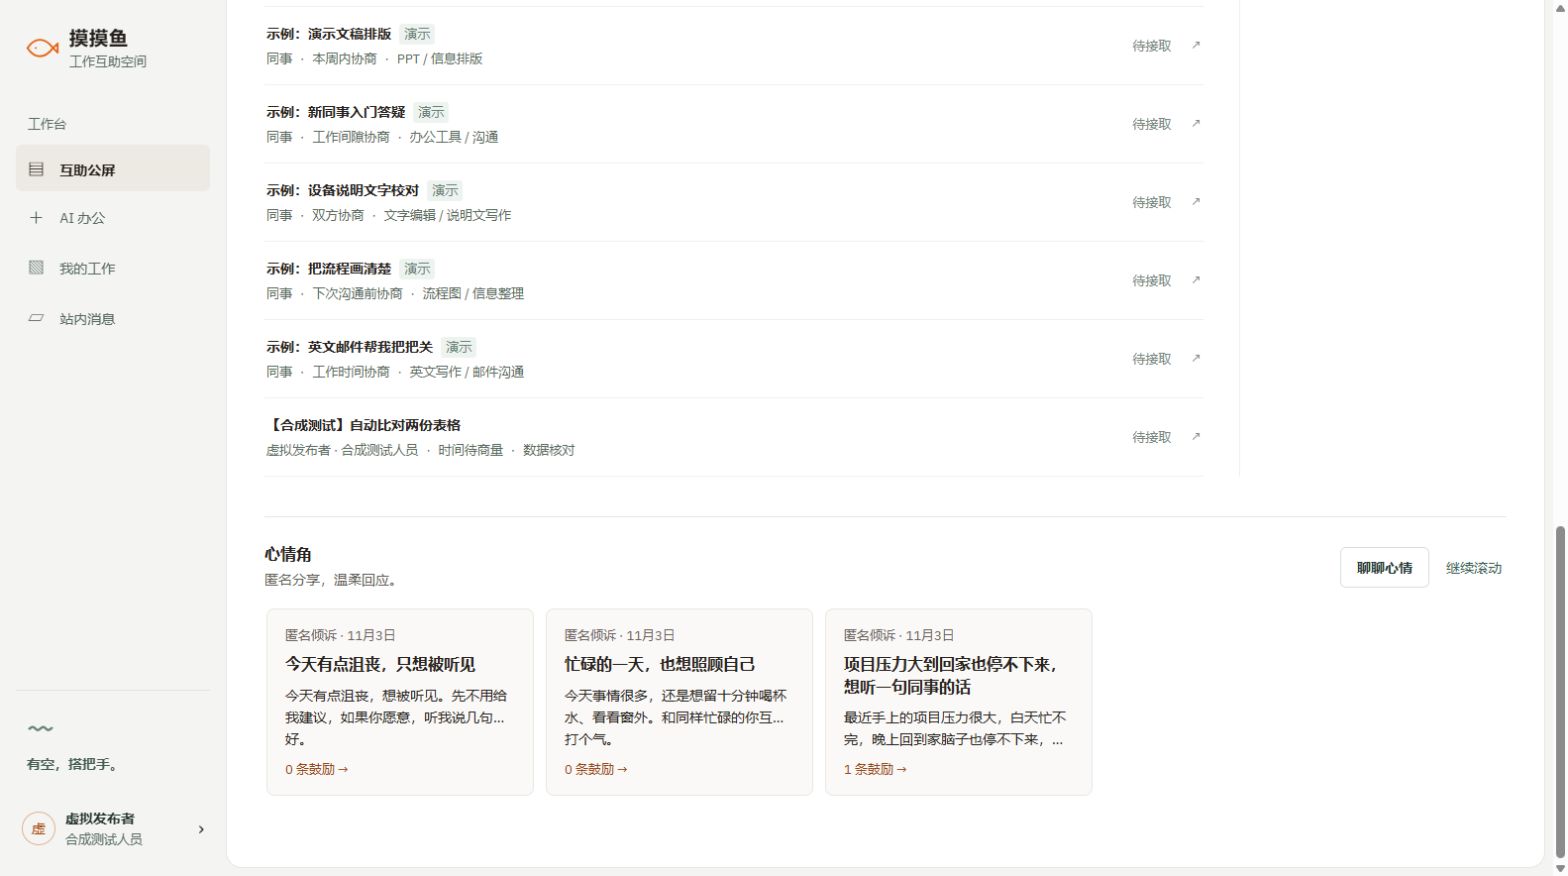 摸摸鱼
工作互助空间
工作台
互助公屏
AI 办公
我的工作
站内消息
有空，搭把手。
虚
虚拟发布者
合成测试人员
示例：演示文稿排版 演示
同事 · 本周内协商 · PPT / 信息排版
待接取 ↗
示例：新同事入门答疑 演示
同事 · 工作间隙协商 · 办公工具 / 沟通
待接取 ↗
示例：设备说明文字校对 演示
同事 · 双方协商 · 文字编辑 / 说明文写作
待接取 ↗
示例：把流程画清楚 演示
同事 · 下次沟通前协商 · 流程图 / 信息整理
待接取 ↗
示例：英文邮件帮我把把关 演示
同事 · 工作时间协商 · 英文写作 / 邮件沟通
待接取 ↗
【合成测试】自动比对两份表格
虚拟发布者 · 合成测试人员 · 时间待商量 · 数据核对
待接取 ↗
心情角
匿名分享，温柔回应。
聊聊心情
继续滚动
匿名倾诉 · 11月3日
今天有点沮丧，只想被听见
今天有点沮丧，想被听见。先不用给
我建议，如果你愿意，听我说几句...
好。
0 条鼓励 →
匿名倾诉 · 11月3日
忙碌的一天，也想照顾自己
今天事情很多，还是想留十分钟喝杯
水、看看窗外。和同样忙碌的你互...
打个气。
0 条鼓励 →
匿名倾诉 · 11月3日
项目压力大到回家也停不下来，
想听一句同事的话
最近手上的项目压力很大，白天忙不
完，晚上回到家脑子也停不下来，...
1 条鼓励 →